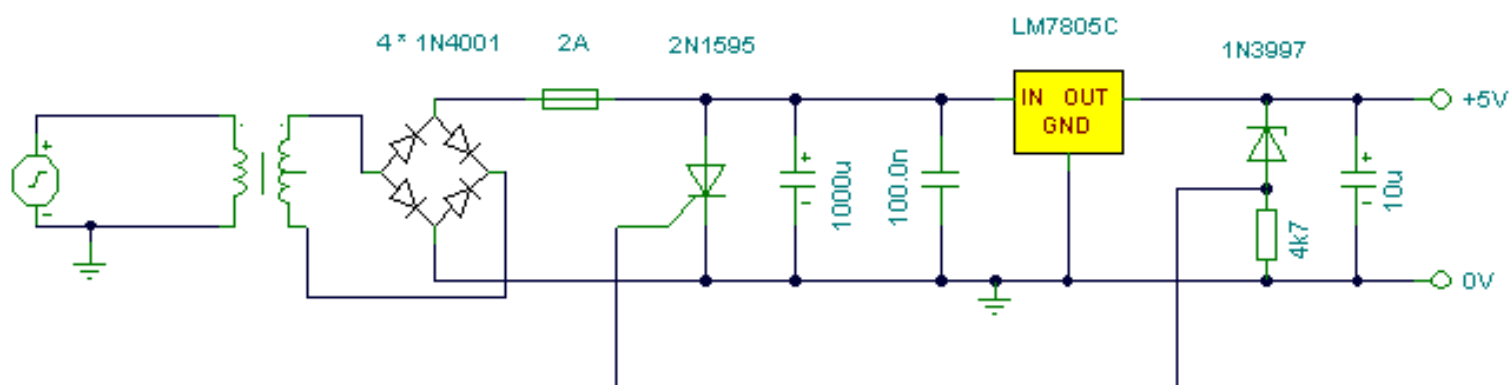 LM7805C
4 * 1N4001
2A
2N1595
1N3997
IN OUT
GND
+5V
+
-
+
-
1000u
100.0n
+
-
10u
4k7
0V